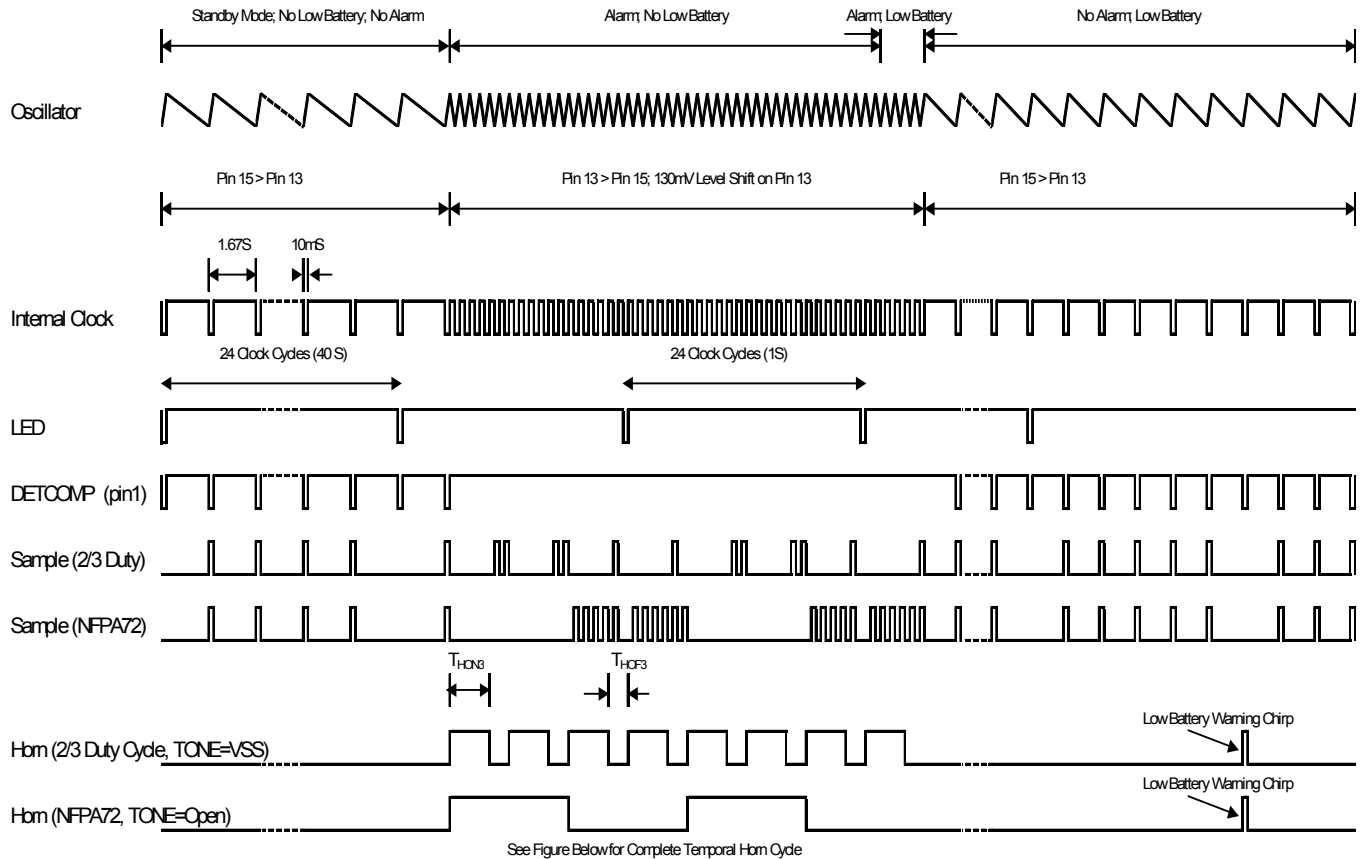 Standby Mode; No Low Battery; No Alarm
Alarm; No Low Battery
Alarm; Low Battery
No Alarm; Low Battery
Oscillator
Pin 15 > Pin 13
Pin 13 > Pin 15; 130mV Level Shift on Pin 13
Pin 15 > Pin 13
1.67S
10mS
Internal Clock
24 Clock Cycles (40 S)
24 Clock Cycles (1S)
LED
DETCOMP (pin1)
Sample (2/3 Duty)
Sample (NFPA72)
THON3
THOF3
Low Battery Warning Chirp
Horn (2/3 Duty Cycle, TONE=VSS)
Low Battery Warning Chirp
Horn (NFPA72, TONE=Open)
See Figure Below for Complete Temporal Horn Cycle